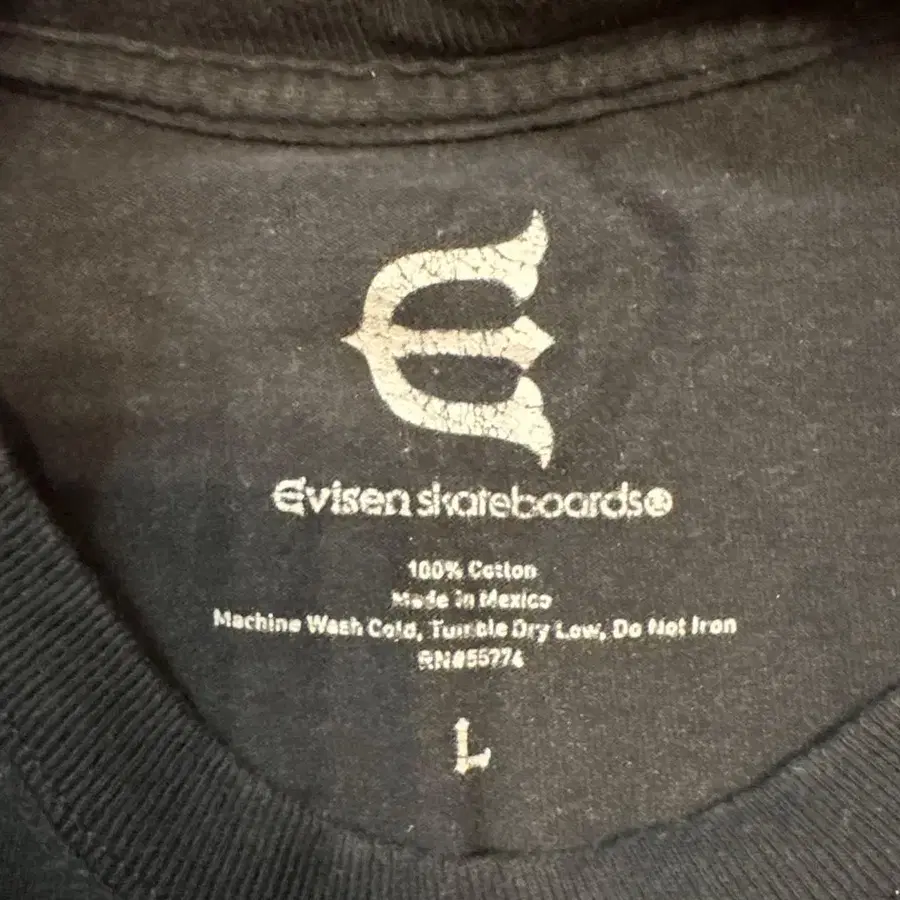 Evisen skateboards®
100% Cotton
Made in Mexico
Machine Wash Cold, Tumble Dry Low, Do Not Iron
RN#55774
L